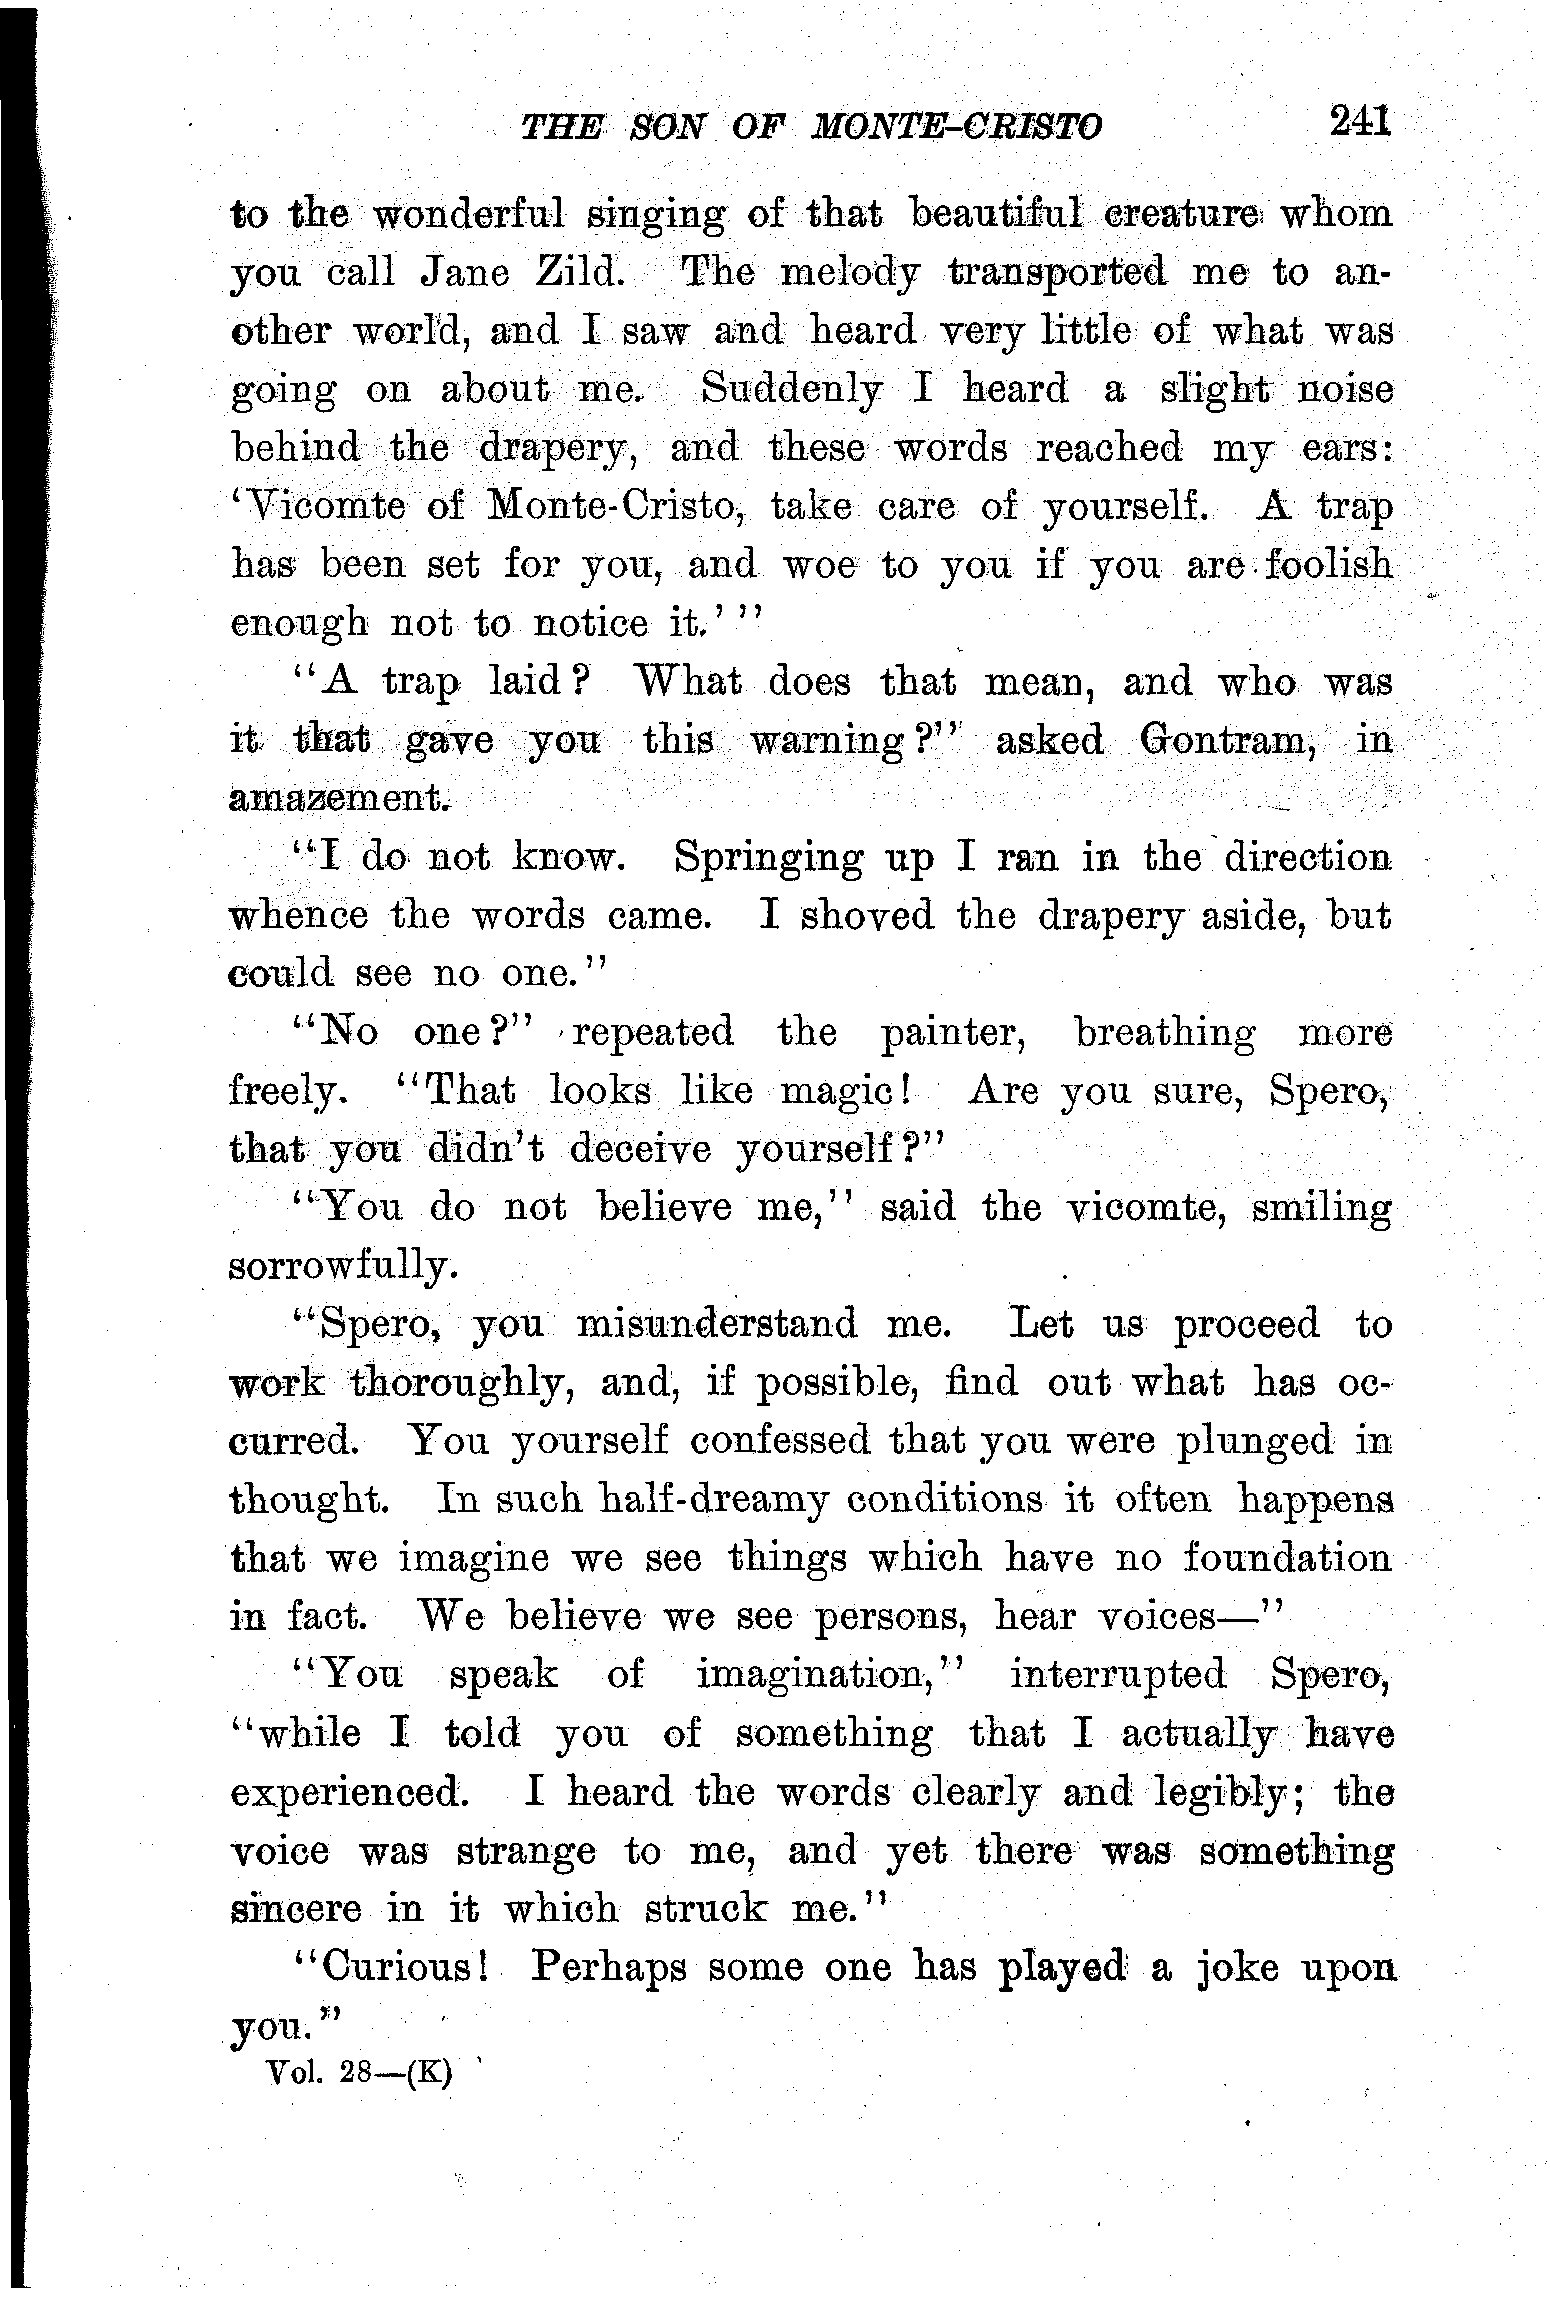 THE SON OF MONTE-CRISTO 241
to the wonderful singing of that beautiful creature whom
you call Jane Zild. The melody transported me to an-
other world, and I saw and heard very little of what was
going on about me. Suddenly I heard a slight noise
behind the drapery, and these words reached my ears:
'Vicomte of Monte-Cristo, take care of yourself. A trap
has been set for you, and woe to you if you are foolish
enough not to notice it.' "
"A trap laid? What does that mean, and who was
it that gave you this warning?" asked Gontram, in
amazement.
"I do not know. Springing up I ran in the direction
whence the words came. I shoved the drapery aside, but
could see no one."
"No one?" repeated the painter, breathing more
freely. "That looks like magic! Are you sure, Spero,
that you didn't deceive yourself?"
"You do not believe me," said the vicomte, smiling
sorrowfully.
"Spero, you misunderstand me. Let us proceed to
work thoroughly, and, if possible, find out what has oc-
curred. You yourself confessed that you were plunged in
thought. In such half-dreamy conditions it often happens
that we imagine we see things which have no foundation
in fact. We believe we see persons, hear voices—"
"You speak of imagination," interrupted Spero,
"while I told you of something that I actually have
experienced. I heard the words clearly and legibly; the
voice was strange to me, and yet there was something
sincere in it which struck me."
"Curious! Perhaps some one has played a joke upon
you."
Vol. 28—(K)